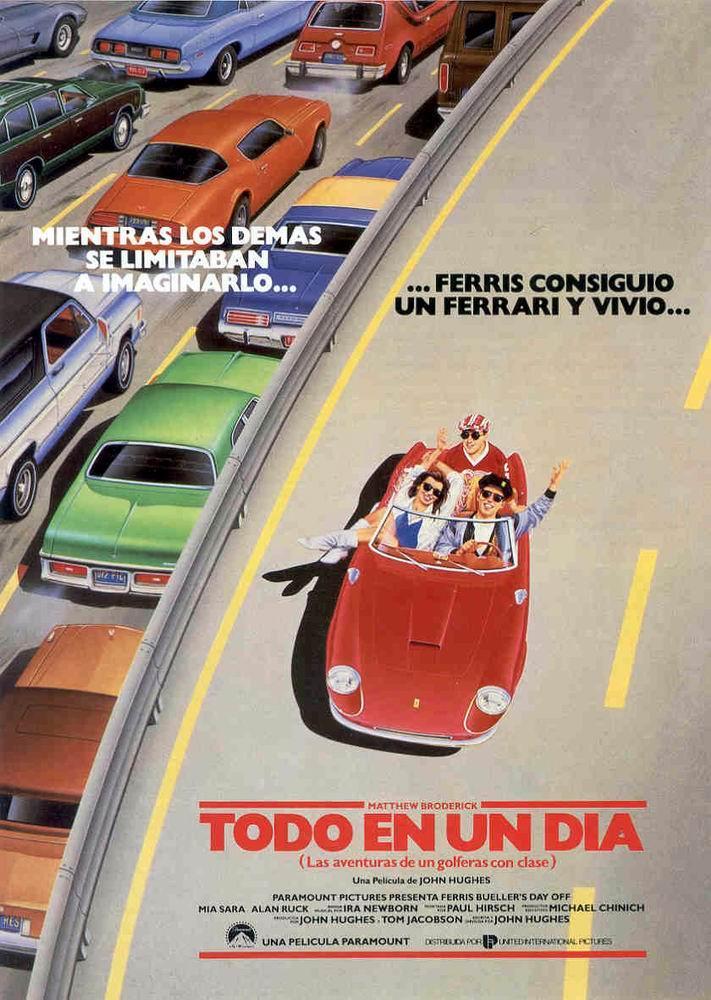 MIENTRAS LOS DEMAS
SE LIMITABAN
A IMAGINARLO...
... FERRIS CONSIGUIO
UN FERRARI Y VIVIO...
MATTHEW BRODERICK
TODO EN UN DIA
(Las aventuras de un golferas con clase)
Una Película de JOHN HUGHES
PARAMOUNT PICTURES PRESENTA FERRIS BUELLER'S DAY OFF
MIA SARA ALAN RUCK IRA NEWBORN PAUL HIRSCH MICHAEL CHINICH
JOHN HUGHES Y TOM JACOBSON JOHN HUGHES
Paramount
UNA PELICULA PARAMOUNT DISTRIBUIDA POR UNITED INTERNATIONAL PICTURES